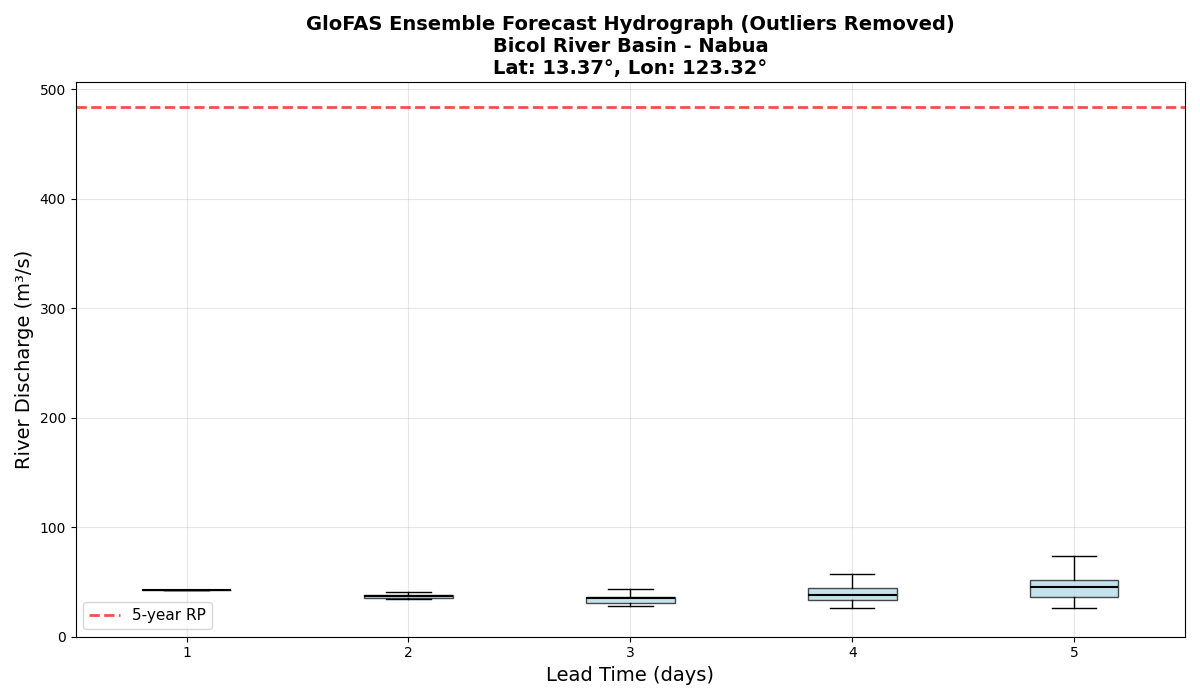 GloFAS Ensemble Forecast Hydrograph (Outliers Removed)
Bicol River Basin - Nabua
Lat: 13.37°, Lon: 123.32°
River Discharge (m³/s)
500
400
300
200
100
0
5-year RP
1 2 3 4 5
Lead Time (days)